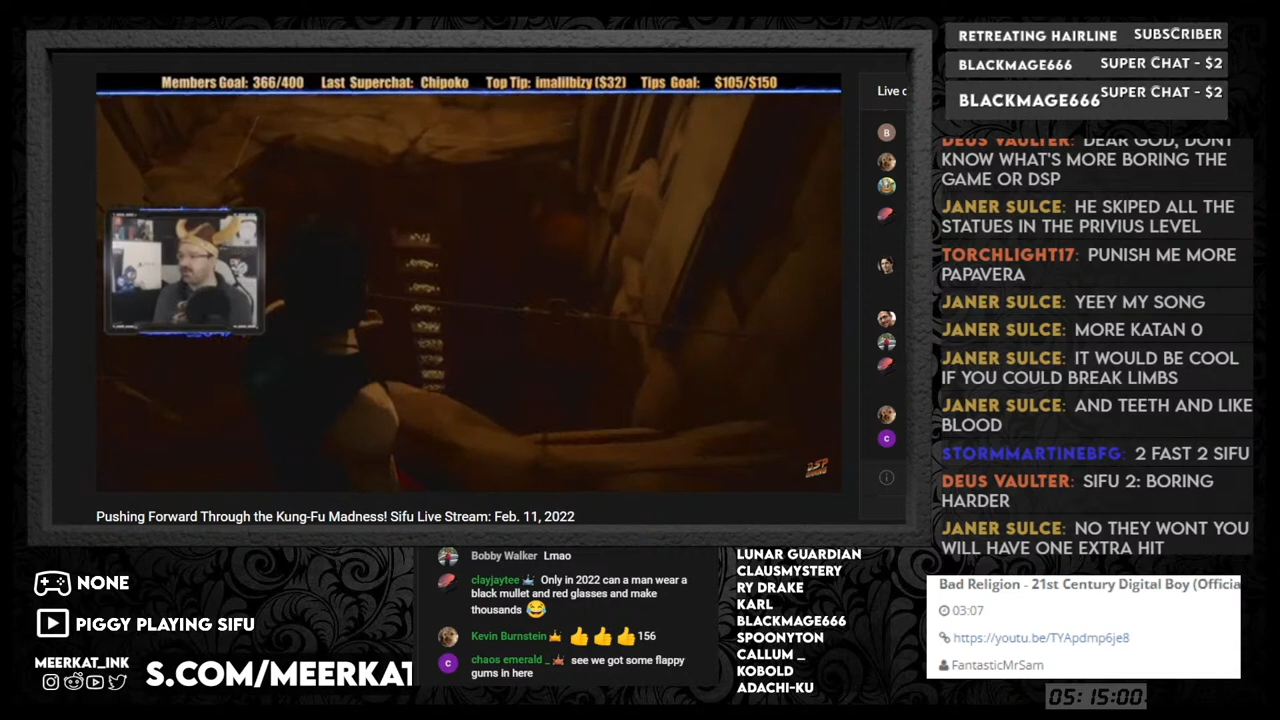 Members Goal: 366/400 Last Superchat: Chipoko Top Tip: imalilbizy ($32) Tips Goal: $105/$150
Live c
B
C
DSP
Pushing Forward Through the Kung-Fu Madness! Sifu Live Stream: Feb. 11, 2022
RETREATING HAIRLINE SUBSCRIBER
BLACKMAGE666 SUPER CHAT - $2
BLACKMAGE666 SUPER CHAT - $2
DEUS VAULTER: DEAR GOD, DONT
KNOW WHAT'S MORE BORING THE
GAME OR DSP
JANER SULCE: HE SKIPED ALL THE
STATUES IN THE PRIVIUS LEVEL
TORCHLIGHT17: PUNISH ME MORE
PAPAVERA
JANER SULCE: YEEY MY SONG
JANER SULCE: MORE KATAN O
JANER SULCE: IT WOULD BE COOL
IF YOU COULD BREAK LIMBS
JANER SULCE: AND TEETH AND LIKE
BLOOD
STORMMARTINEBFG: 2 FAST 2 SIFU
DEUS VAULTER: SIFU 2: BORING
HARDER
JANER SULCE: NO THEY WONT YOU
WILL HAVE ONE EXTRA HIT
NONE
PIGGY PLAYING SIFU
MEERKAT_INK
S.COM/MEERKAT
Bobby Walker Lmao
clayjaytee Only in 2022 can a man wear a
black mullet and red glasses and make
thousands
Kevin Burnstein 156
chaos emerald_ see we got some flappy
gums in here
C
LUNAR GUARDIAN
CLAUSMYSTERY
RY DRAKE
KARL
BLACKMAGE666
SPOONYTON
CALLUM _
KOBOLD
ADACHI-KU
Bad Religion - 21st Century Digital Boy (Officia
03:07
https://youtu.be/TYApdmp6je8
FantasticMrSam
05:15:00